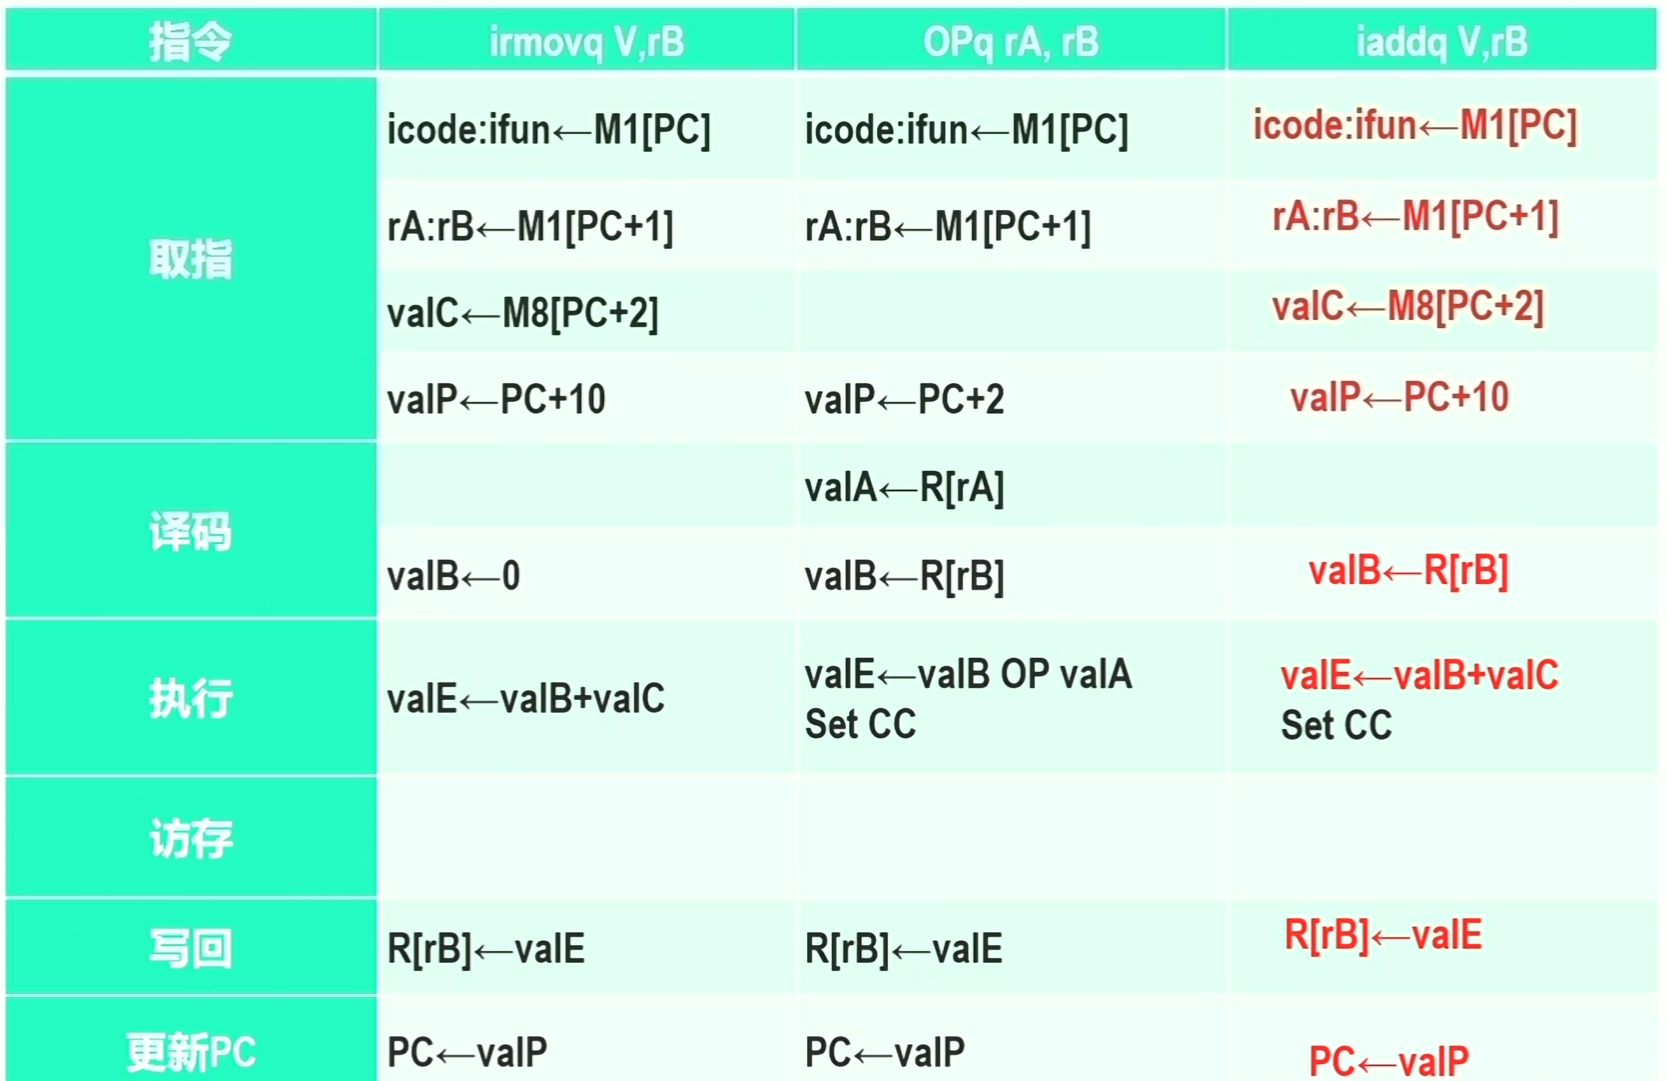 指令 irmovq V,rB OPq rA, rB iaddq V,rB
取指 icode:ifun←M1[PC] icode:ifun←M1[PC] icode:ifun←M1[PC]
rA:rB←M1[PC+1] rA:rB←M1[PC+1] rA:rB←M1[PC+1]
valC←M8[PC+2] valC←M8[PC+2]
valP←PC+10 valP←PC+2 valP←PC+10
译码 valA←R[rA]
valB←0 valB←R[rB] valB←R[rB]
执行 valE←valB+valC valE←valB OP valA valE←valB+valC
Set CC Set CC
访存
写回 R[rB]←valE R[rB]←valE R[rB]←valE
更新PC PC←valP PC←valP PC←valP